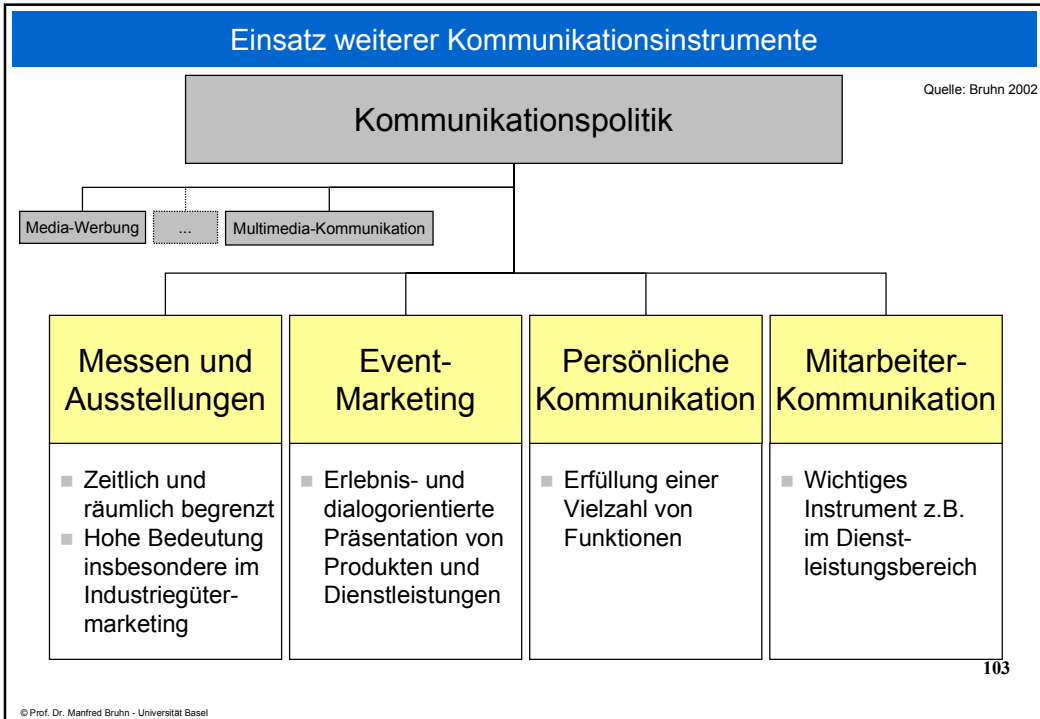 Einsatz weiterer Kommunikationsinstrumente
Quelle: Bruhn 2002
Kommunikationspolitik
Media-Werbung
...
Multimedia-Kommunikation
Messen und
Ausstellungen
■ Zeitlich und
räumlich begrenzt
■ Hohe Bedeutung
insbesondere im
Industriegüter-
marketing
Event-
Marketing
■ Erlebnis- und
dialogorientierte
Präsentation von
Produkten und
Dienstleistungen
Persönliche
Kommunikation
■ Erfüllung einer
Vielzahl von
Funktionen
Mitarbeiter-
Kommunikation
■ Wichtiges
Instrument z.B.
im Dienst-
leistungsbereich
103
© Prof. Dr. Manfred Bruhn - Universität Basel